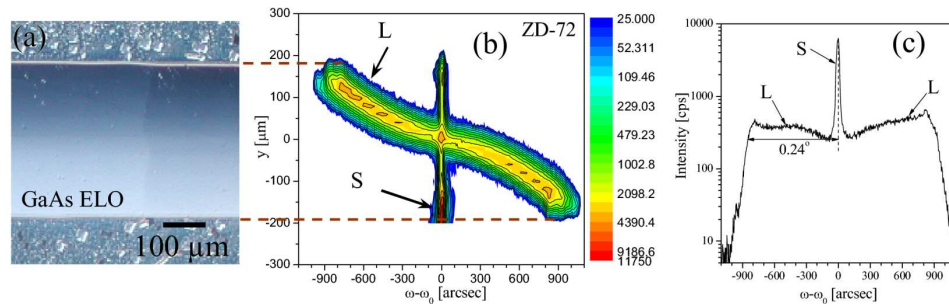 (a)
GaAs ELO
100 µm
(b)
ZD-72
L
S
y [µm]
300
200
100
0
-100
-200
-300
-900 -600 -300 0 300 600 900
ω-ω₀ [arcsec]
25.000
52.311
109.46
229.03
479.23
1002.8
2098.2
4390.4
9186.6
11750
(c)
S
L
L
0.24°
Intensity [cps]
10000
1000
100
10
-900 -600 -300 0 300 600 900
ω-ω₀ [arcsec]